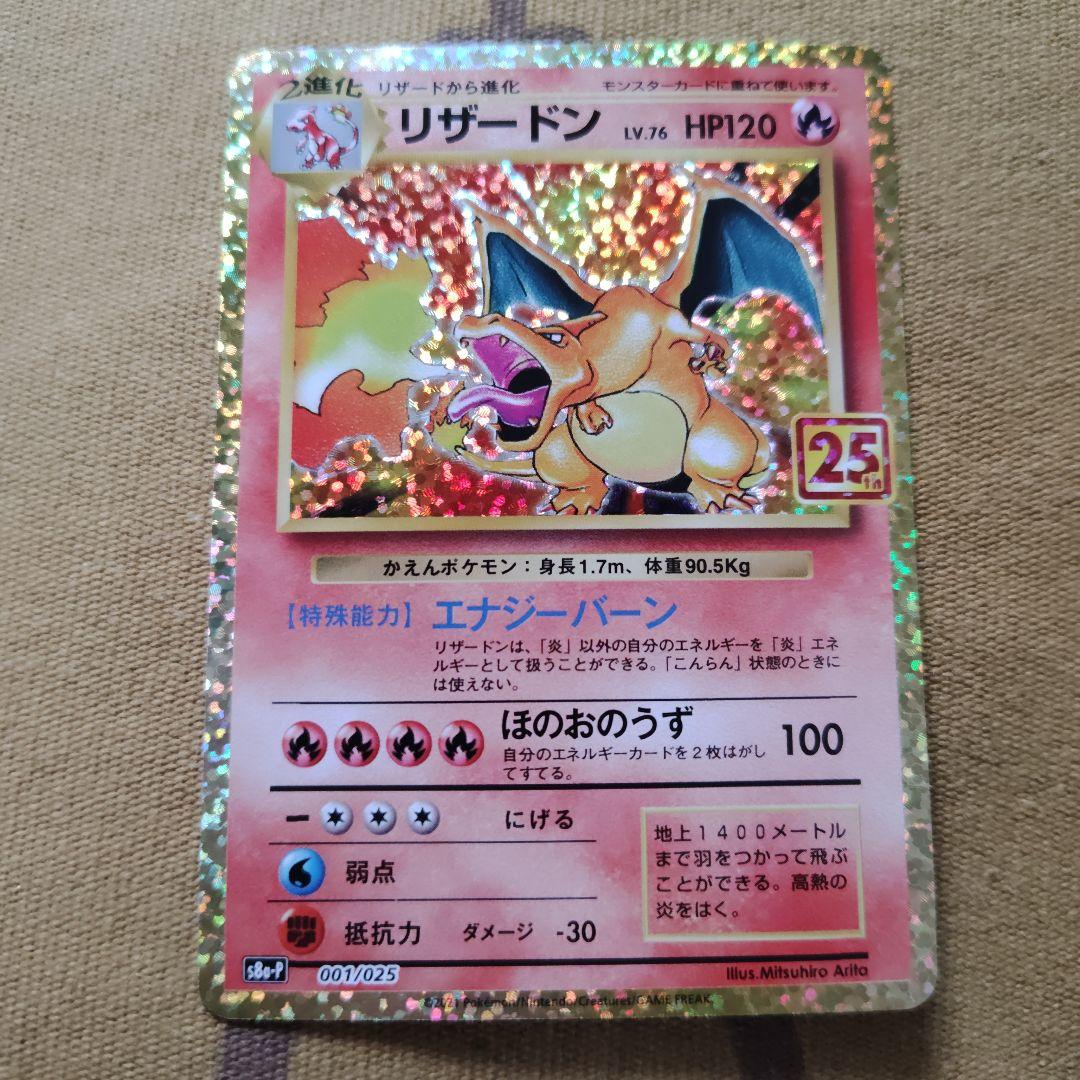 2進化 リザードから進化 モンスターカードに重ねて使います。
リザードン LV.76 HP120
25th
かえんポケモン：身長1.7m、体重90.5Kg
【特殊能力】エナジーバーン
リザードンは、「炎」以外の自分のエネルギーを「炎」エネ
ルギーとして扱うことができる。「こんらん」状態のときに
は使えない。
ほのおのうず 100
自分のエネルギーカードを２枚はがし
てすてる。
ー にげる
弱点
抵抗力 ダメージ -30
地上１４００メートル
まで羽をつかって飛ぶ
ことができる。高熱の
炎をはく。
s8a-P 001/025 Illus.Mitsuhiro Arita
©2021 Pokémon/Nintendo/Creatures/GAME FREAK